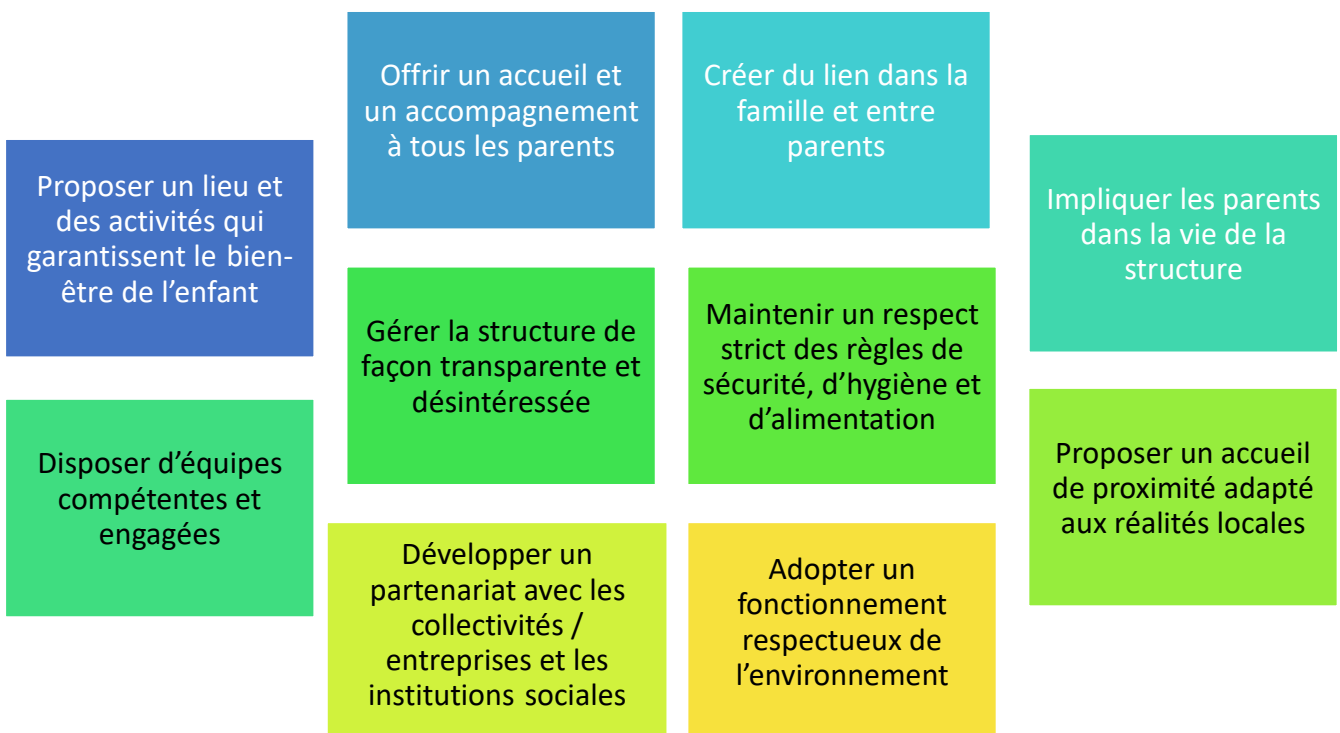 Offrir un accueil et
un accompagnement
à tous les parents
Créer du lien dans la
famille et entre
parents
Proposer un lieu et
des activités qui
garantissent le bien-
être de l’enfant
Impliquer les parents
dans la vie de la
structure
Gérer la structure de
façon transparente et
désintéressée
Maintenir un respect
strict des règles de
sécurité, d’hygiène et
d’alimentation
Disposer d’équipes
compétentes et
engagées
Proposer un accueil
de proximité adapté
aux réalités locales
Développer un
partenariat avec les
collectivités /
entreprises et les
institutions sociales
Adopter un
fonctionnement
respectueux de
l’environnement